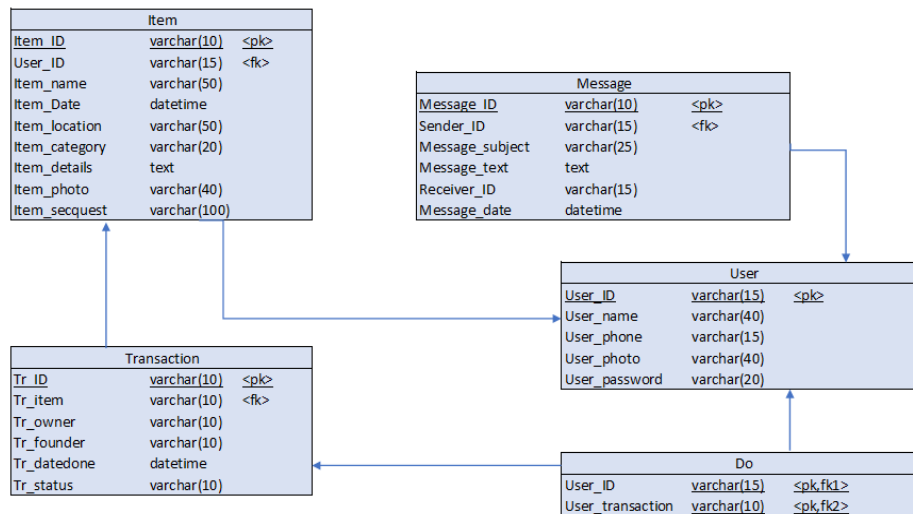 Item
Item_ID varchar(10) <pk>
User_ID varchar(15) <fk>
Item_name varchar(50)
Item_Date datetime
Item_location varchar(50)
Item_category varchar(20)
Item_details text
Item_photo varchar(40)
Item_secquest varchar(100)
Message
Message_ID varchar(10) <pk>
Sender_ID varchar(15) <fk>
Message_subject varchar(25)
Message_text text
Receiver_ID varchar(15)
Message_date datetime
User
User_ID varchar(15) <pk>
User_name varchar(40)
User_phone varchar(15)
User_photo varchar(40)
User_password varchar(20)
Transaction
Tr_ID varchar(10) <pk>
Tr_item varchar(10) <fk>
Tr_owner varchar(10)
Tr_founder varchar(10)
Tr_datedone datetime
Tr_status varchar(10)
Do
User_ID varchar(15) <pk,fk1>
User_transaction varchar(10) <pk,fk2>